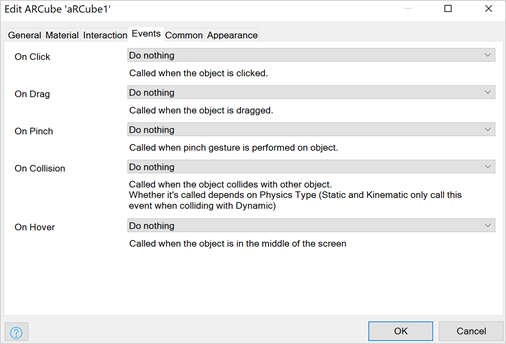 Edit ARCube 'aRCube1'
General Material Interaction Events Common Appearance
On Click Do nothing
Called when the object is clicked.
On Drag Do nothing
Called when the object is dragged.
On Pinch Do nothing
Called when pinch gesture is performed on object.
On Collision Do nothing
Called when the object collides with other object.
Whether it's called depends on Physics Type (Static and Kinematic only call this
event when colliding with Dynamic)
On Hover Do nothing
Called when the object is in the middle of the screen
? OK Cancel